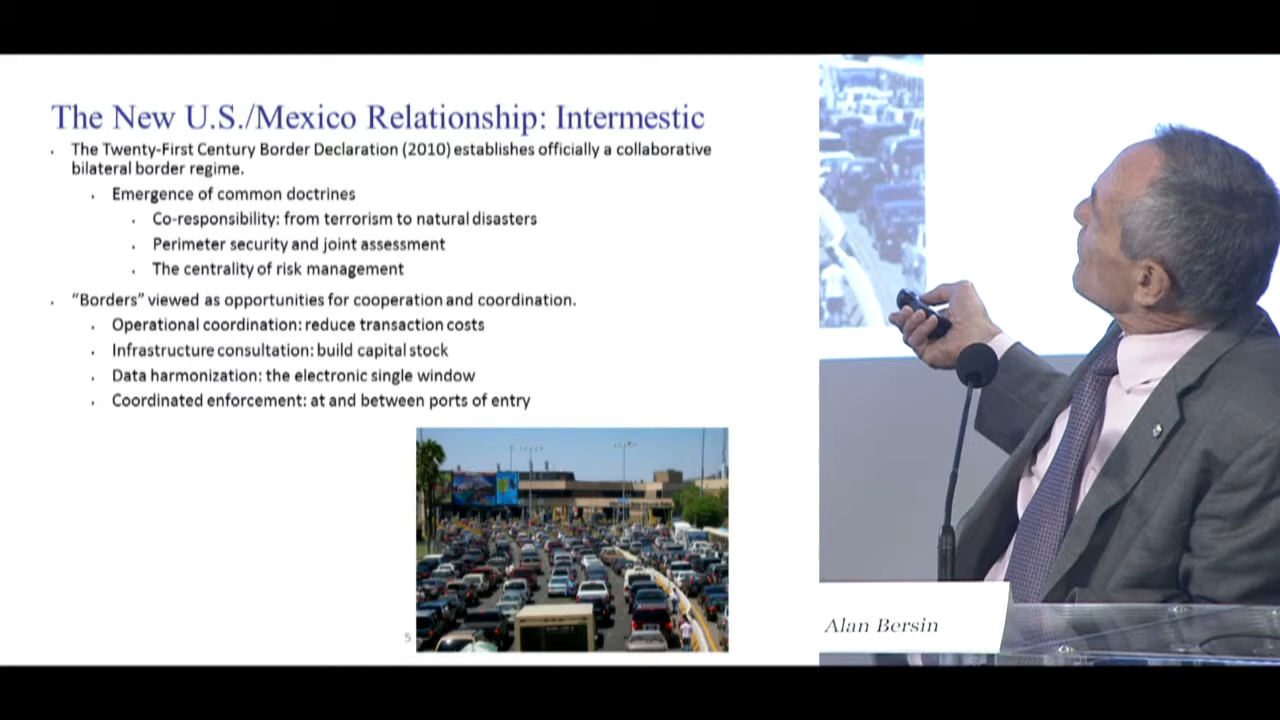 The New U.S./Mexico Relationship: Intermestic
The Twenty-First Century Border Declaration (2010) establishes officially a collaborative
bilateral border regime.
Emergence of common doctrines
Co-responsibility: from terrorism to natural disasters
Perimeter security and joint assessment
The centrality of risk management
“Borders” viewed as opportunities for cooperation and coordination.
Operational coordination: reduce transaction costs
Infrastructure consultation: build capital stock
Data harmonization: the electronic single window
Coordinated enforcement: at and between ports of entry
5
Alan Bersin